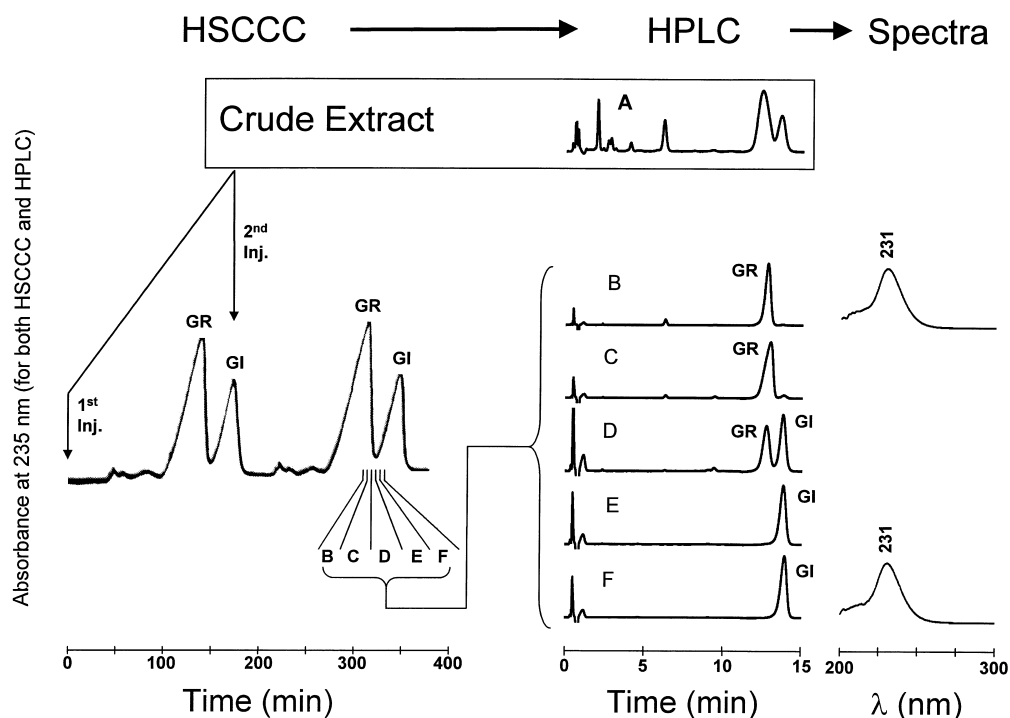 HSCCC HPLC Spectra
Crude Extract
A
Absorbance at 235 nm (for both HSCCC and HPLC)
2nd
Inj.
1st
Inj.
GR
GI
GR
GI
B C D E F
B
GR
C
GR
D
GR
GI
E
GI
F
GI
231
231
0 100 200 300 400
Time (min)
0 5 10 15
Time (min)
200 300
λ (nm)